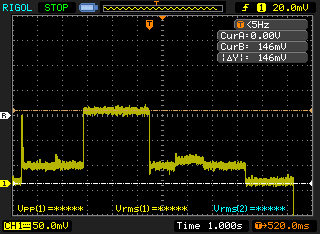 RIGOL STOP T ƒ 1 20.0mV
T <5Hz
CurA= 0.00V
CurB= 146mV
|ΔY|= 146mV
R
1
Vpp(1)=***** Vrms(1)=***** Vrms(2)=*****
CH1 50.0mV Time 1.000s T→520.0ms